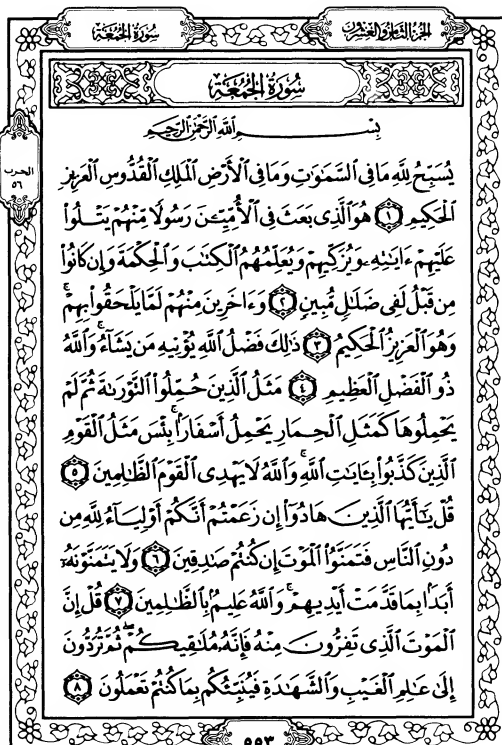 الجزء الثامن والعشرون
سورة الجمعة
سُورَةُ الجُمُعَة
بِسْمِ ٱللَّهِ ٱلرَّحْمَٰنِ ٱلرَّحِيمِ
الحزب
٥٦
يُسَبِّحُ لِلَّهِ مَا فِى ٱلسَّمَٰوَٰتِ وَمَا فِى ٱلْأَرْضِ ٱلْمَلِكِ ٱلْقُدُّوسِ ٱلْعَزِيزِ
ٱلْحَكِيمِ ١ هُوَ ٱلَّذِى بَعَثَ فِى ٱلْأُمِّيِّـۧنَ رَسُولًا مِّنْهُمْ يَتْلُوا۟
عَلَيْهِمْ ءَايَٰتِهِۦ وَيُزَكِّيهِمْ وَيُعَلِّمُهُمُ ٱلْكِتَٰبَ وَٱلْحِكْمَةَ وَإِن كَانُوا۟
مِن قَبْلُ لَفِى ضَلَٰلٍ مُّبِينٍ ٢ وَءَاخَرِينَ مِنْهُمْ لَمَّا يَلْحَقُوا۟ بِهِمْ ۚ
وَهُوَ ٱلْعَزِيزُ ٱلْحَكِيمُ ٣ ذَٰلِكَ فَضْلُ ٱللَّهِ يُؤْتِيهِ مَن يَشَآءُ ۚ وَٱللَّهُ
ذُو ٱلْفَضْلِ ٱلْعَظِيمِ ٤ مَثَلُ ٱلَّذِينَ حُمِّلُوا۟ ٱلتَّوْرَىٰةَ ثُمَّ لَمْ
يَحْمِلُوهَا كَمَثَلِ ٱلْحِمَارِ يَحْمِلُ أَسْفَارًۢا ۚ بِئْسَ مَثَلُ ٱلْقَوْمِ
ٱلَّذِينَ كَذَّبُوا۟ بِـَٔايَٰتِ ٱللَّهِ ۚ وَٱللَّهُ لَا يَهْدِى ٱلْقَوْمَ ٱلظَّٰلِمِينَ ٥
قُلْ يَٰٓأَيُّهَا ٱلَّذِينَ هَادُوٓا۟ إِن زَعَمْتُمْ أَنَّكُمْ أَوْلِيَآءُ لِلَّهِ مِن
دُونِ ٱلنَّاسِ فَتَمَنَّوُا۟ ٱلْمَوْتَ إِن كُنتُمْ صَٰدِقِينَ ٦ وَلَا يَتَمَنَّوْنَهُۥٓ
أَبَدًۢا بِمَا قَدَّمَتْ أَيْدِيهِمْ ۚ وَٱللَّهُ عَلِيمٌۢ بِٱلظَّٰلِمِينَ ٧ قُلْ إِنَّ
ٱلْمَوْتَ ٱلَّذِى تَفِرُّونَ مِنْهُ فَإِنَّهُۥ مُلَٰقِيكُمْ ۖ ثُمَّ تُرَدُّونَ
إِلَىٰ عَٰلِمِ ٱلْغَيْبِ وَٱلشَّهَٰدَةِ فَيُنَبِّئُكُم بِمَا كُنتُمْ تَعْمَلُونَ ٨
٥٥٣